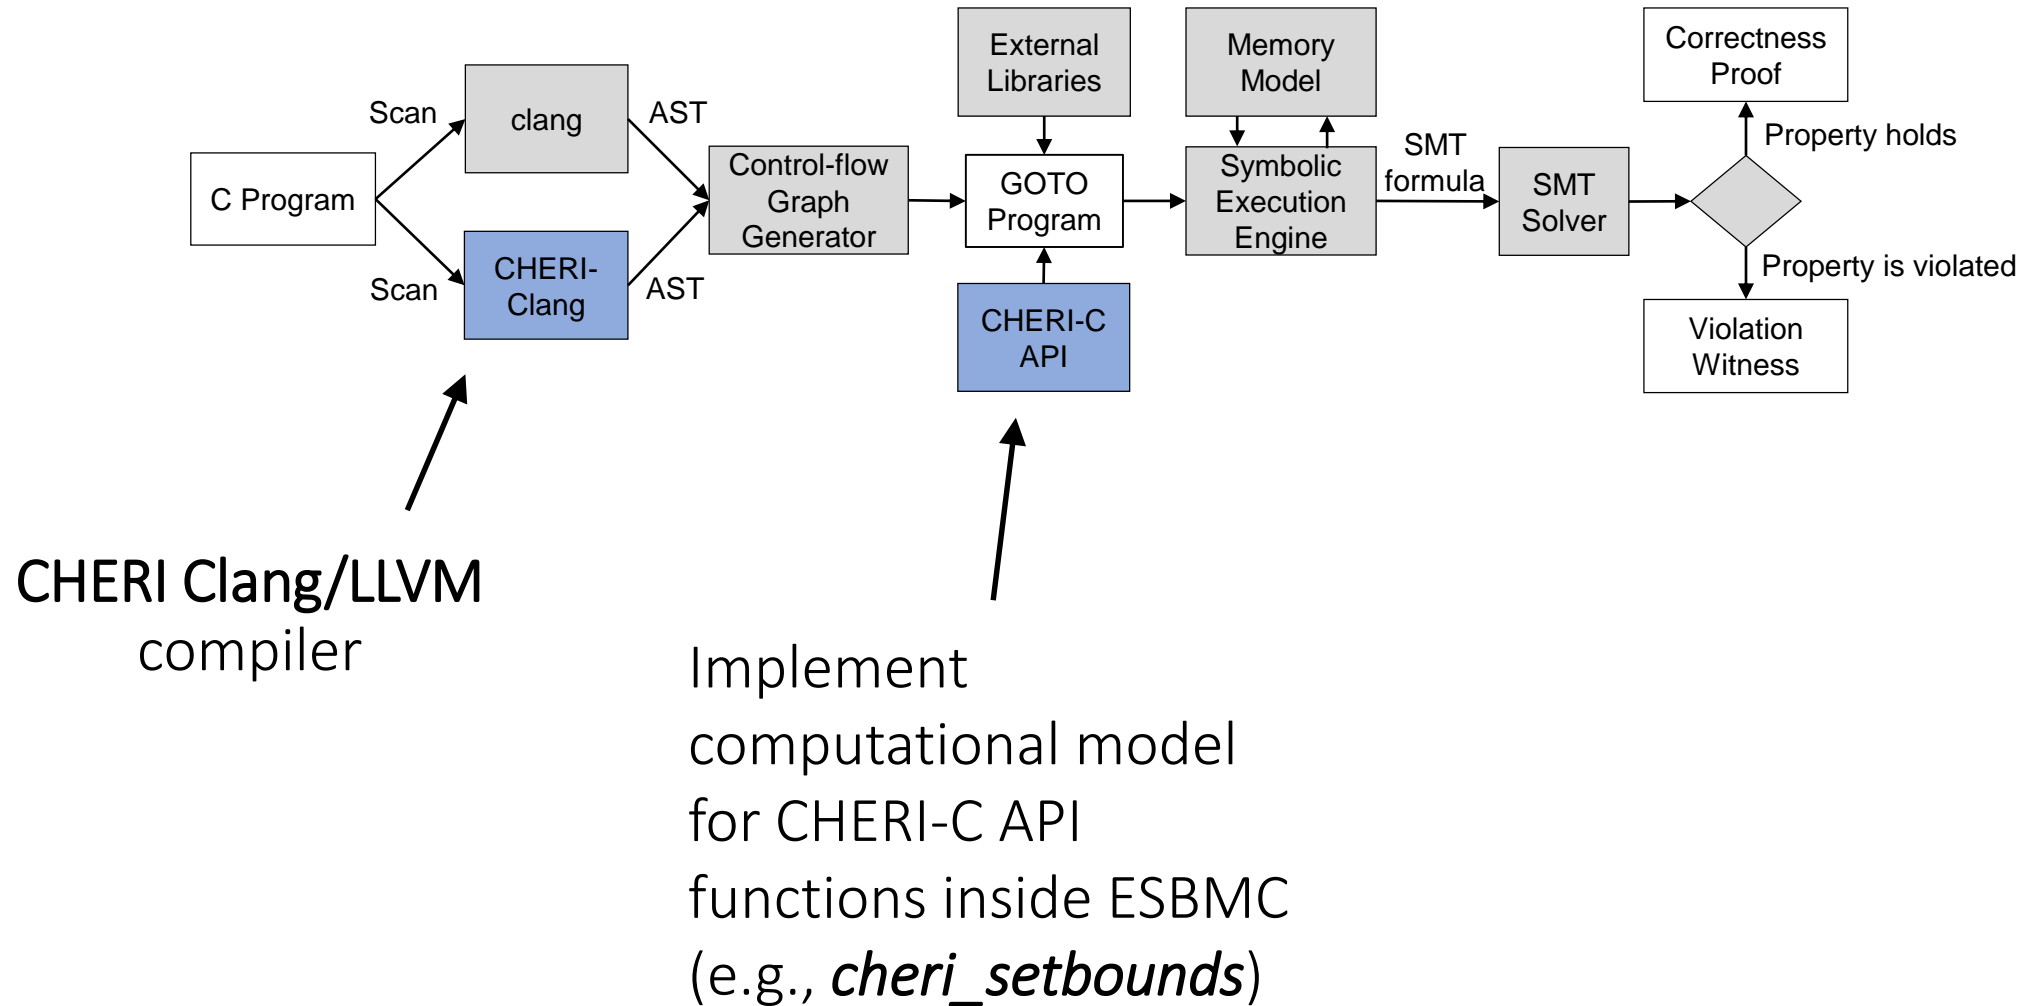 C Program
Scan
Scan
clang
CHERI-
Clang
AST
AST
Control-flow
Graph
Generator
External
Libraries
GOTO
Program
CHERI-C
API
Memory
Model
Symbolic
Execution
Engine
SMT
formula
SMT
Solver
Correctness
Proof
Property holds
Property is violated
Violation
Witness
CHERI Clang/LLVM
compiler
Implement
computational model
for CHERI-C API
functions inside ESBMC
(e.g., cheri_setbounds)